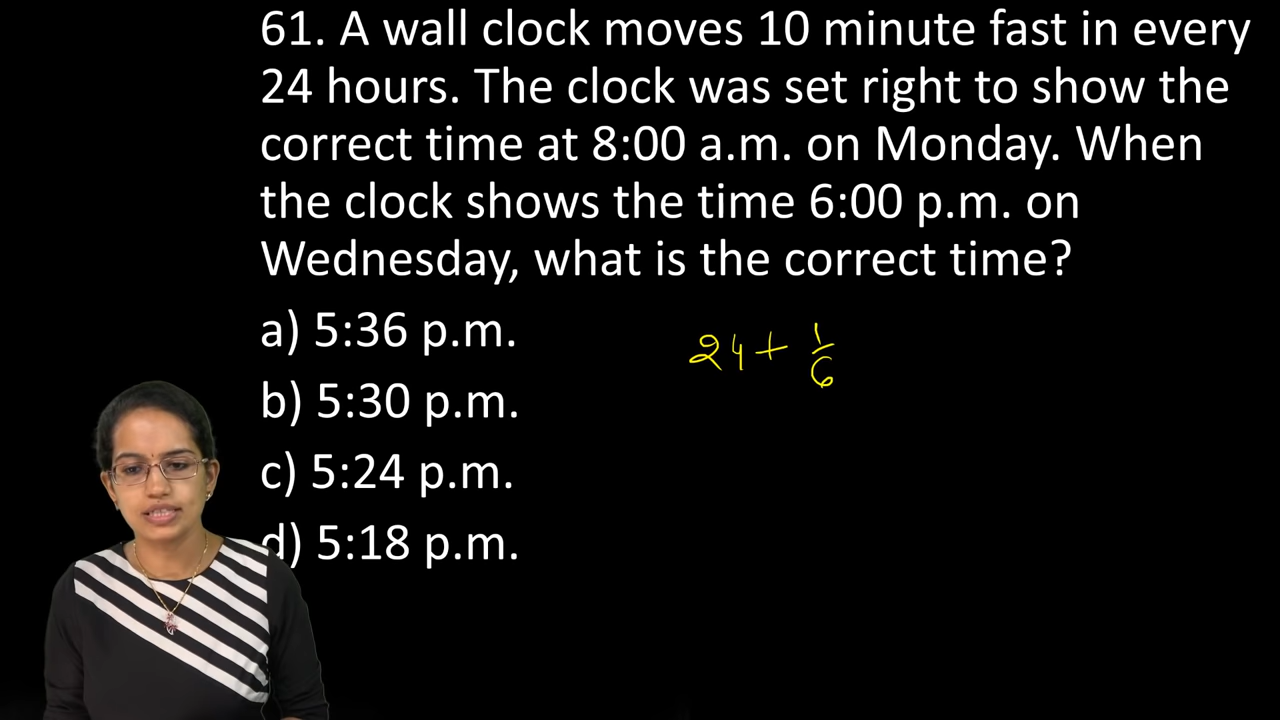 61. A wall clock moves 10 minute fast in every
24 hours. The clock was set right to show the
correct time at 8:00 a.m. on Monday. When
the clock shows the time 6:00 p.m. on
Wednesday, what is the correct time?
a) 5:36 p.m.
24 + 1/6
b) 5:30 p.m.
c) 5:24 p.m.
d) 5:18 p.m.